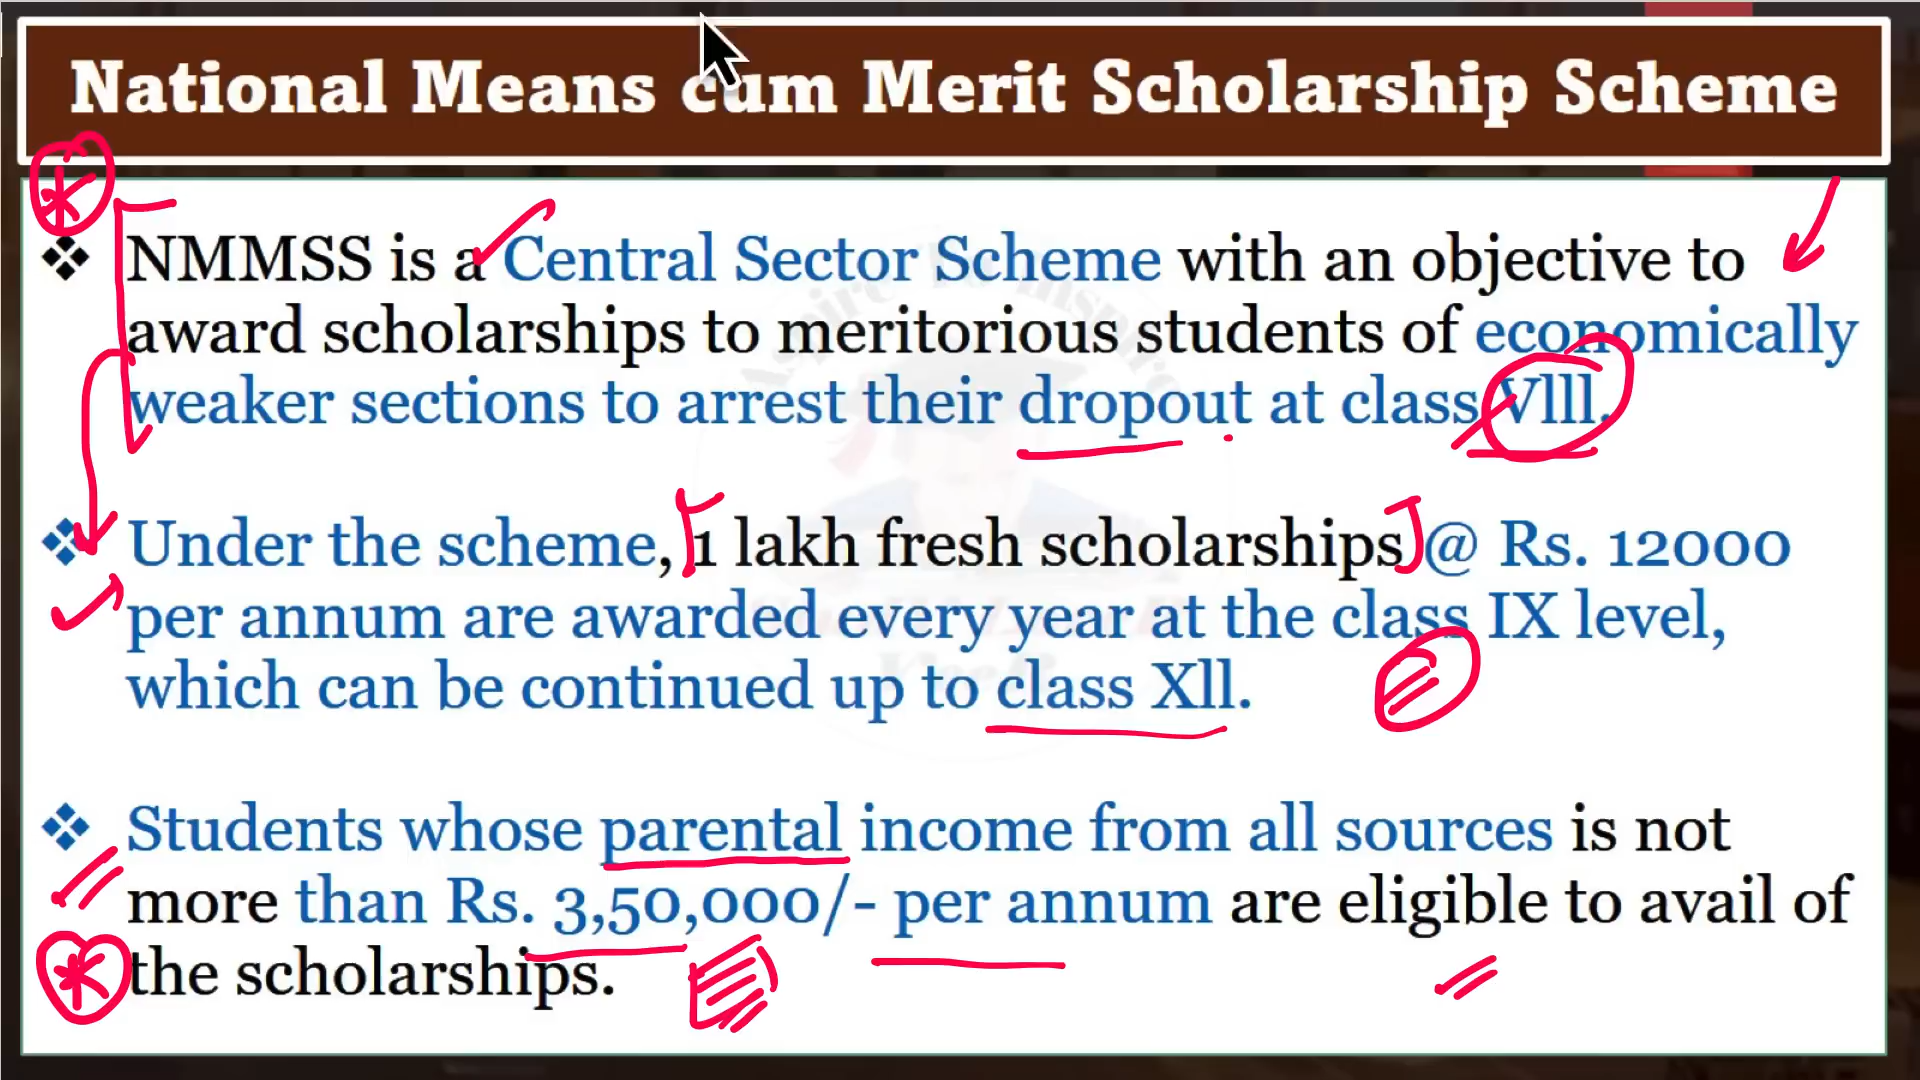 National Means cum Merit Scholarship Scheme
NMMSS is a Central Sector Scheme with an objective to
award scholarships to meritorious students of economically
weaker sections to arrest their dropout at class Vlll.
Under the scheme, 1 lakh fresh scholarships @ Rs. 12000
per annum are awarded every year at the class IX level,
which can be continued up to class Xll.
Students whose parental income from all sources is not
more than Rs. 3,50,000/- per annum are eligible to avail of
the scholarships.